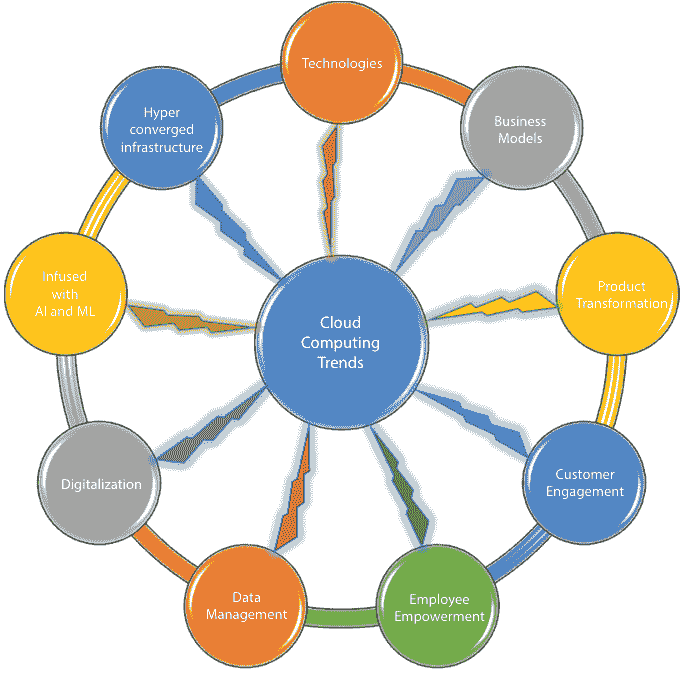 Technologies
Business
Models
Product
Transformation
Customer
Engagement
Employee
Empowerment
Data
Management
Digitalization
Infused
with
AI and ML
Hyper
converged
infrastructure
Cloud
Computing
Trends